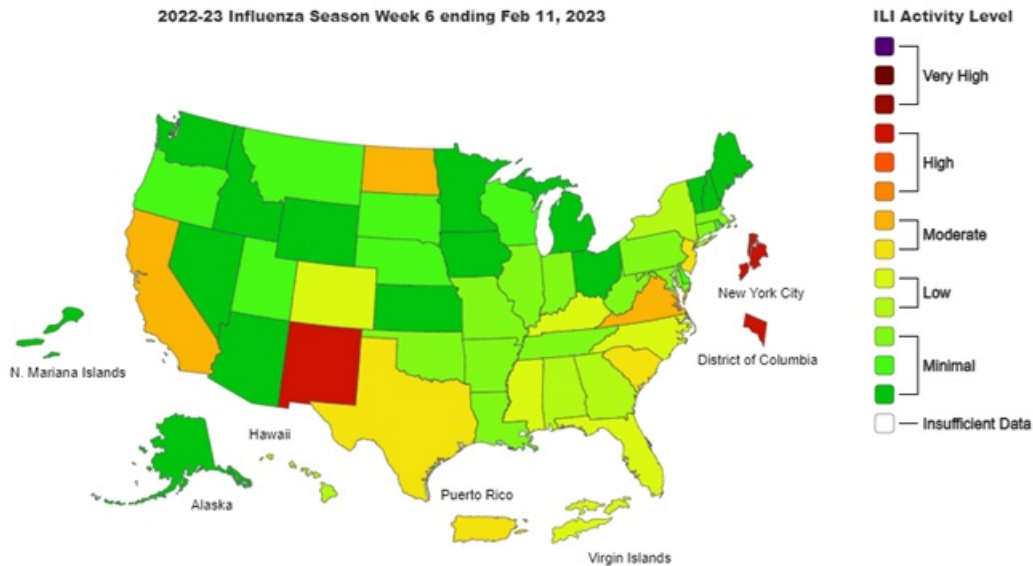 2022-23 Influenza Season Week 6 ending Feb 11, 2023
ILI Activity Level
Very High
High
Moderate
Low
Minimal
Insufficient Data
New York City
District of Columbia
N. Mariana Islands
Hawaii
Alaska
Puerto Rico
Virgin Islands